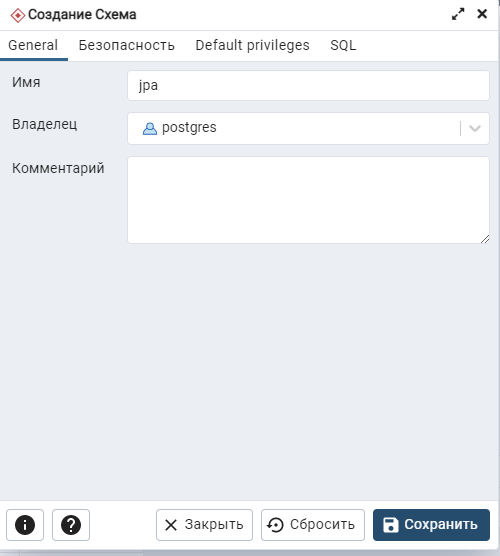 Создание Схема
General Безопасность Default privileges SQL
Имя jpa
Владелец postgres
Комментарий
Закрыть Сбросить Сохранить